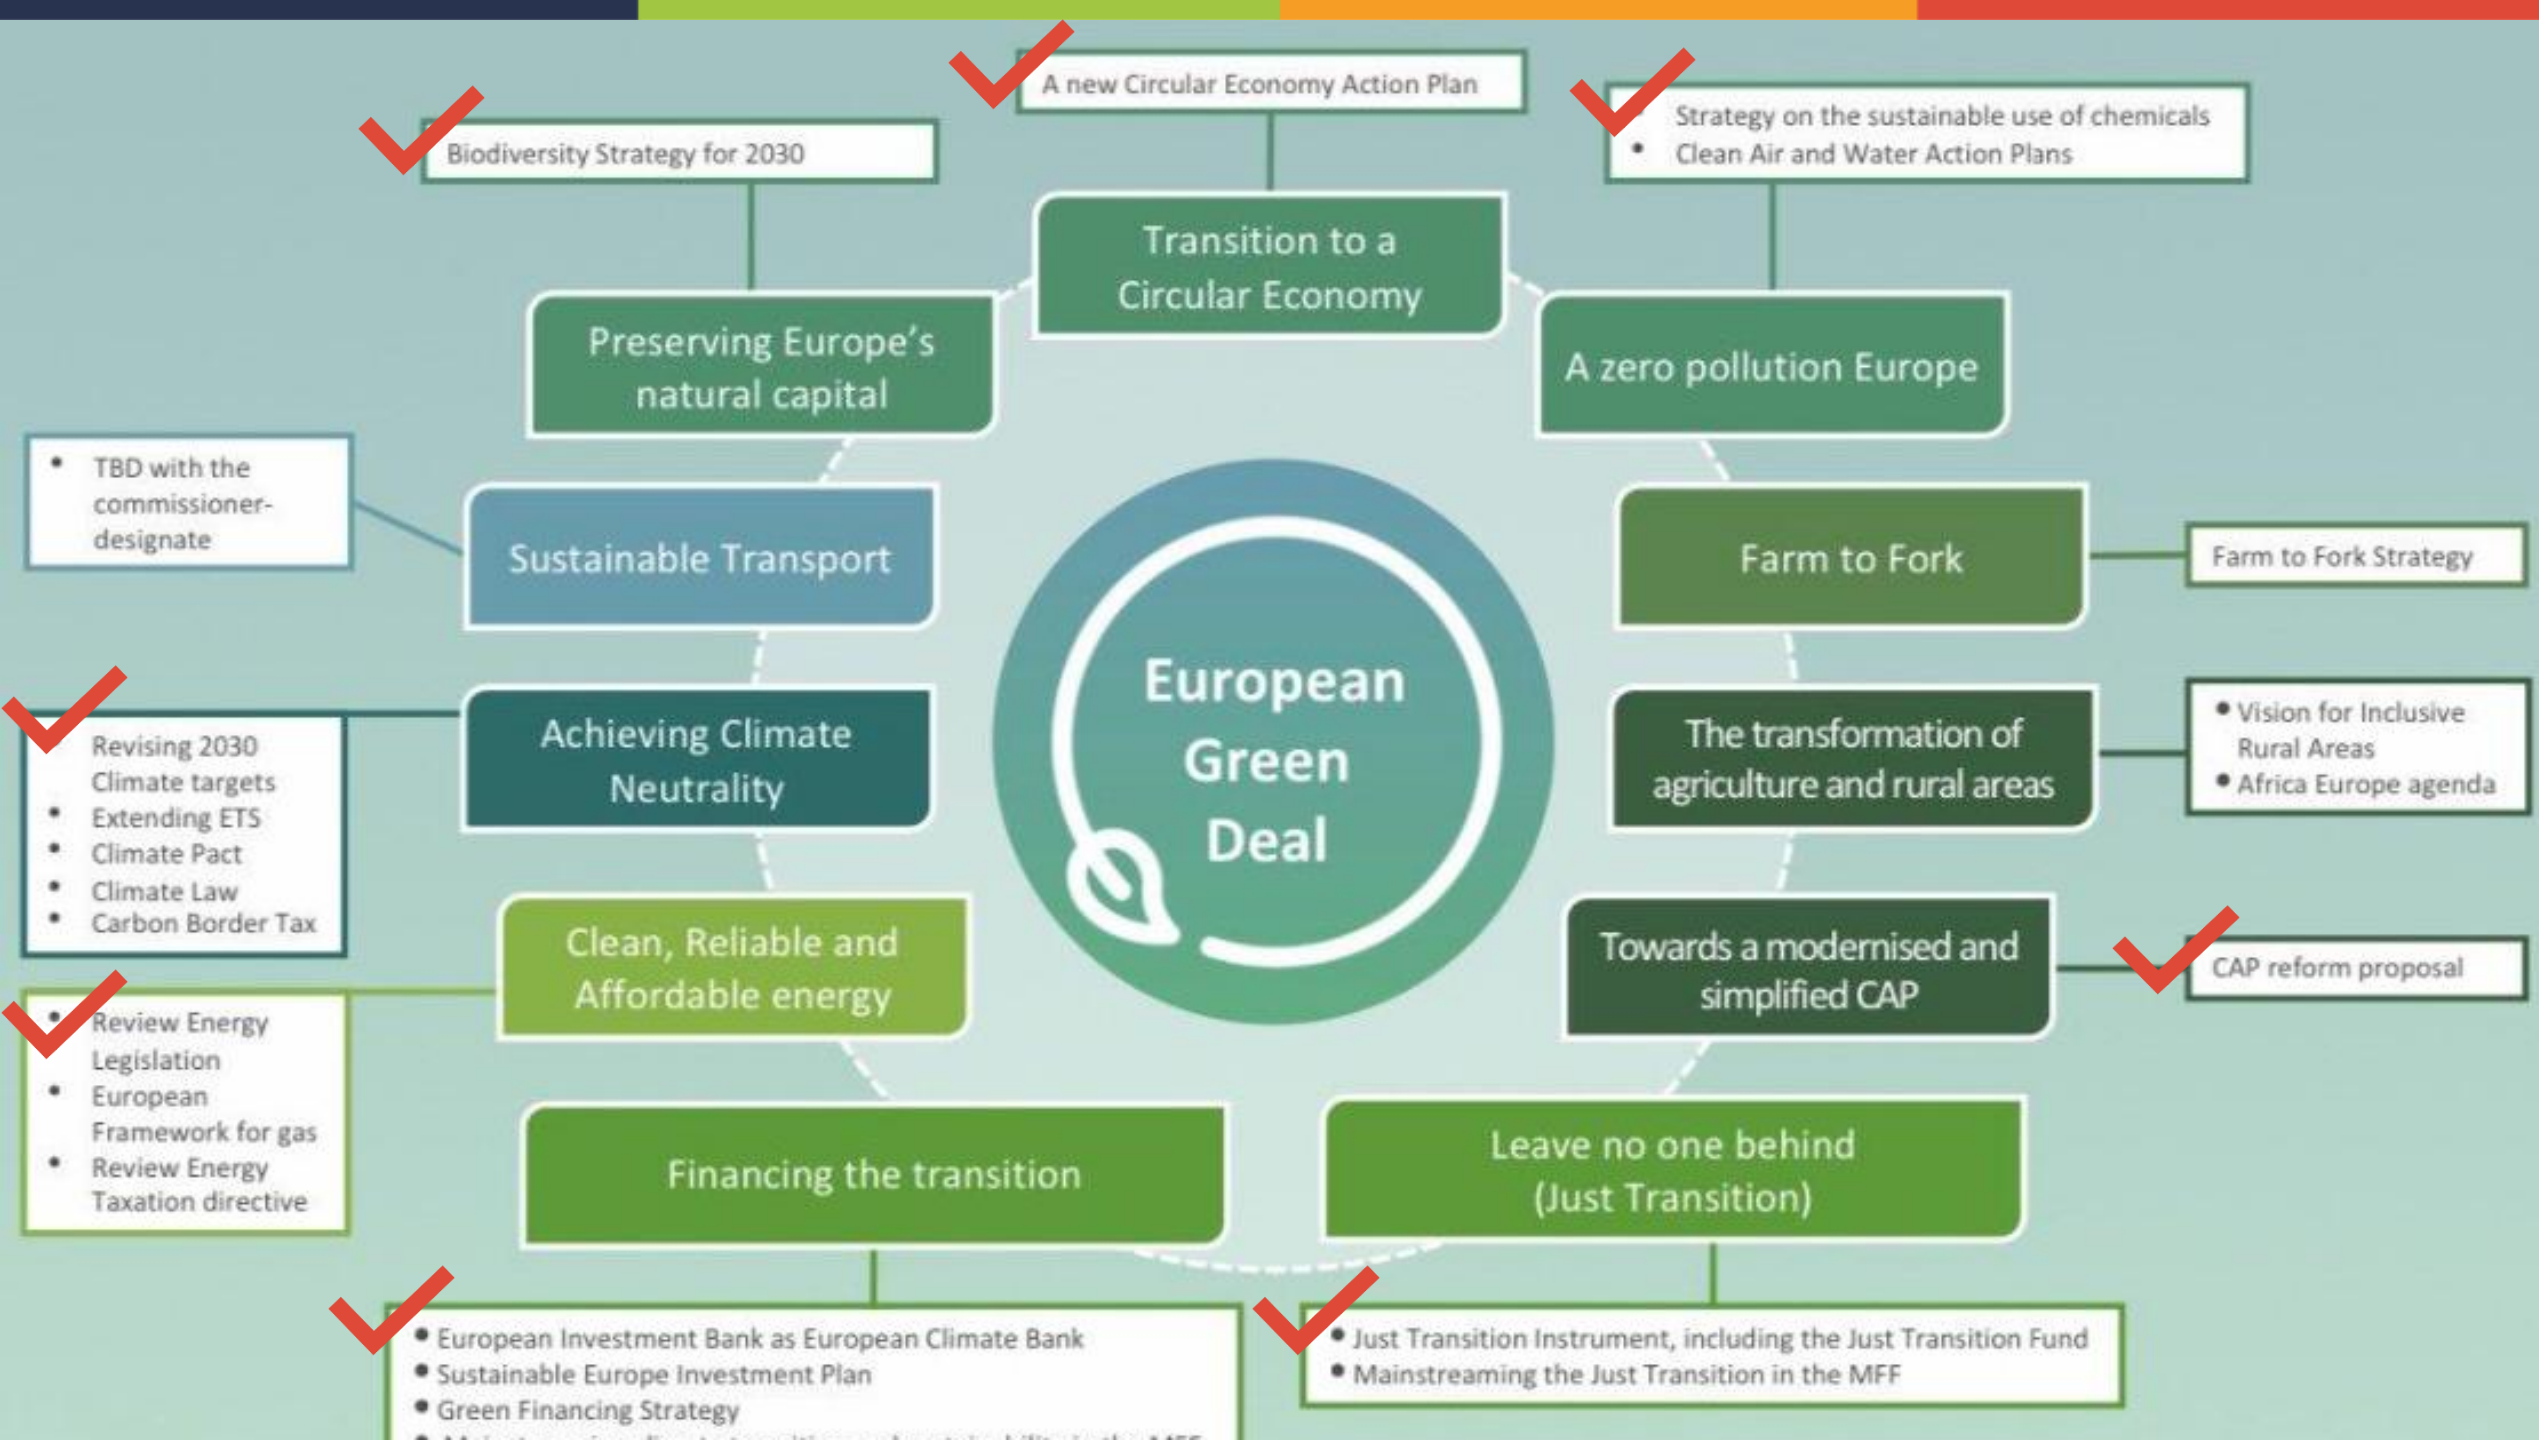 A new Circular Economy Action Plan
Biodiversity Strategy for 2030
Strategy on the sustainable use of chemicals
• Clean Air and Water Action Plans
Transition to a
Circular Economy
Preserving Europe's
natural capital
A zero pollution Europe
• TBD with the
commissioner-
designate
Sustainable Transport
Farm to Fork
Farm to Fork Strategy
Revising 2030
Climate targets
• Extending ETS
• Climate Pact
• Climate Law
• Carbon Border Tax
Achieving Climate
Neutrality
European
Green
Deal
The transformation of
agriculture and rural areas
• Vision for Inclusive
Rural Areas
• Africa Europe agenda
Clean, Reliable and
Affordable energy
Towards a modernised and
simplified CAP
CAP reform proposal
• Review Energy
Legislation
• European
Framework for gas
• Review Energy
Taxation directive
Financing the transition
Leave no one behind
(Just Transition)
• European Investment Bank as European Climate Bank
• Sustainable Europe Investment Plan
• Green Financing Strategy
• Just Transition Instrument, including the Just Transition Fund
• Mainstreaming the Just Transition in the MFF